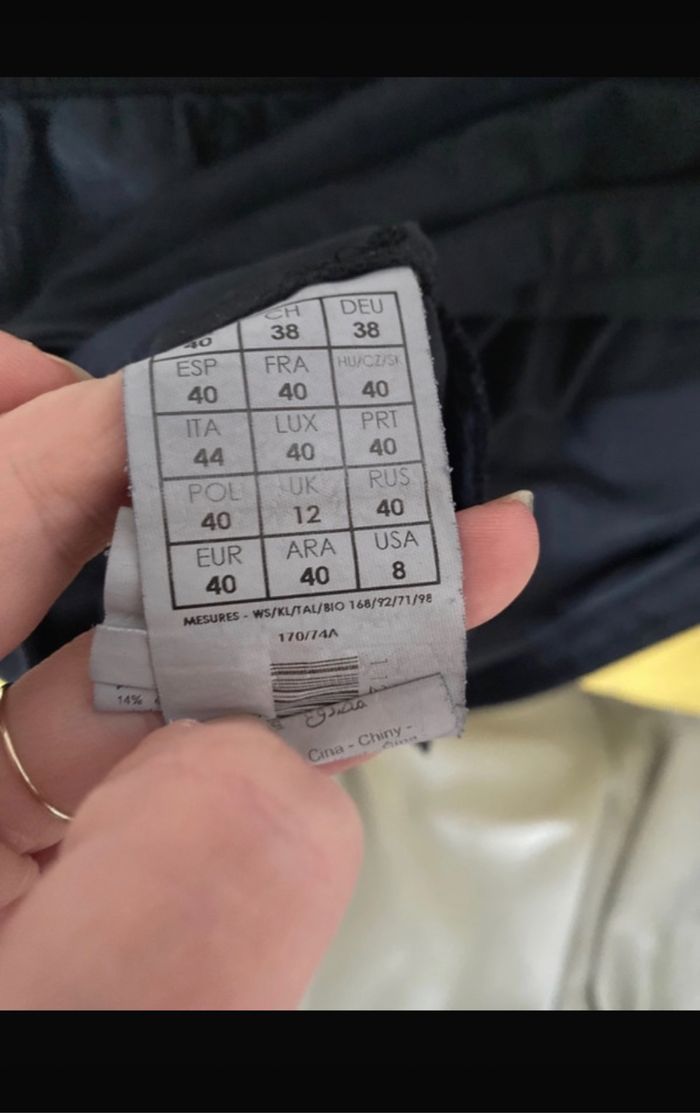 CH DEU
40 38 38
ESP FRA HU/CZ/SK
40 40 40
ITA LUX PRT
44 40 40
POL UK RUS
40 12 40
EUR ARA USA
40 40 8
MESURES - WS/KL/TAL/BIO 168/92/71/98
170/74A
14%
Cina - Chiny -